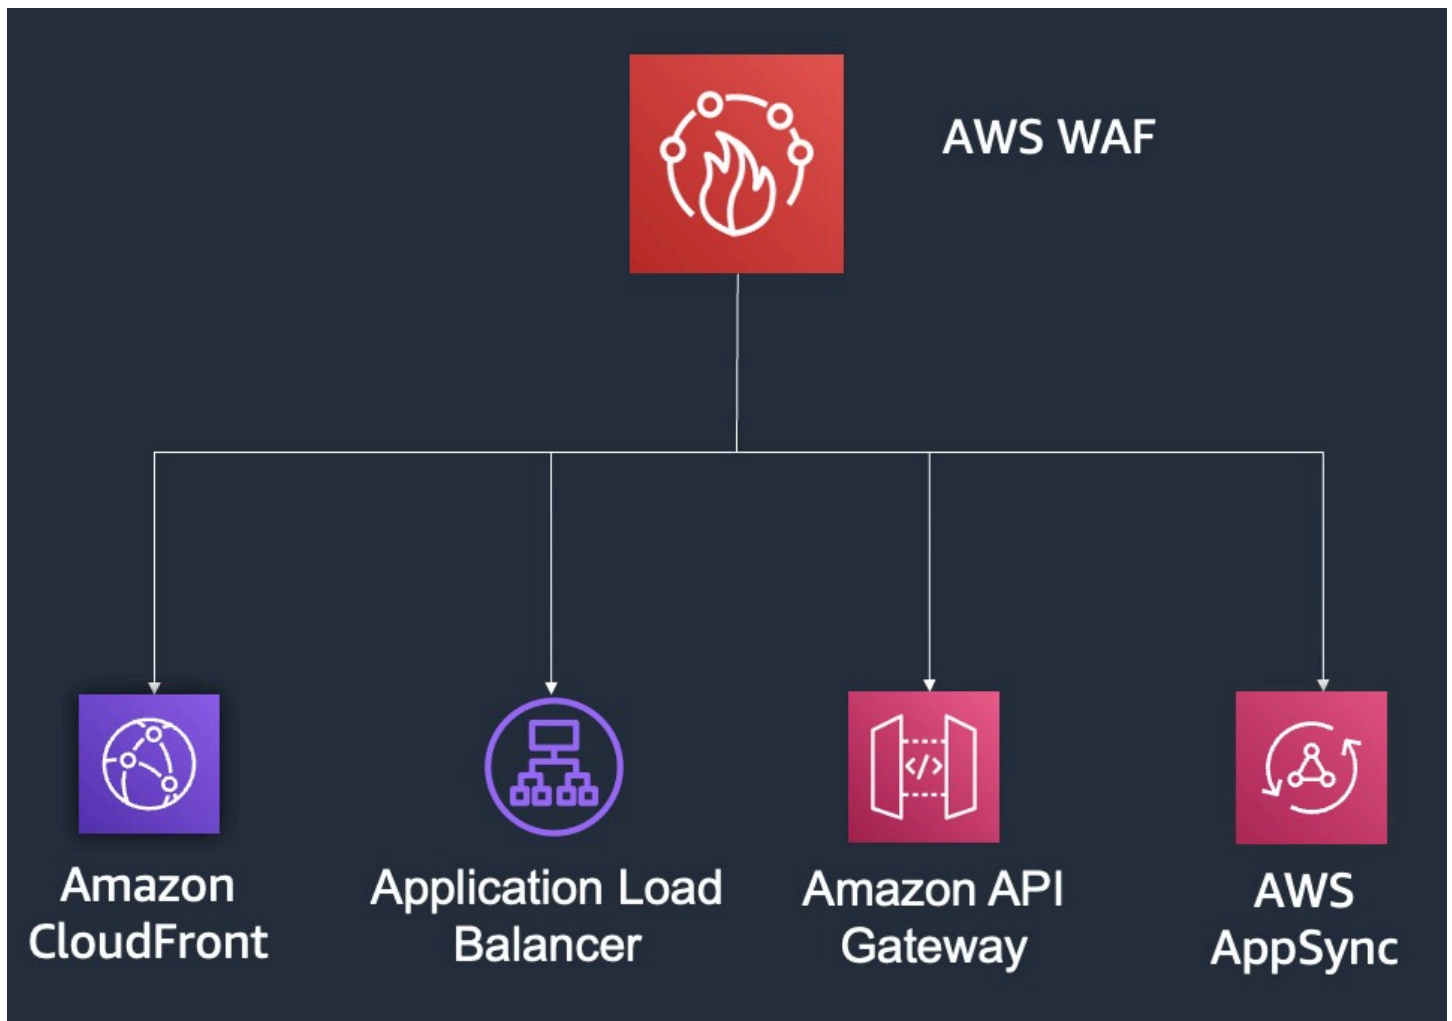 AWS WAF
Amazon
CloudFront
Application Load
Balancer
Amazon API
Gateway
AWS
AppSync